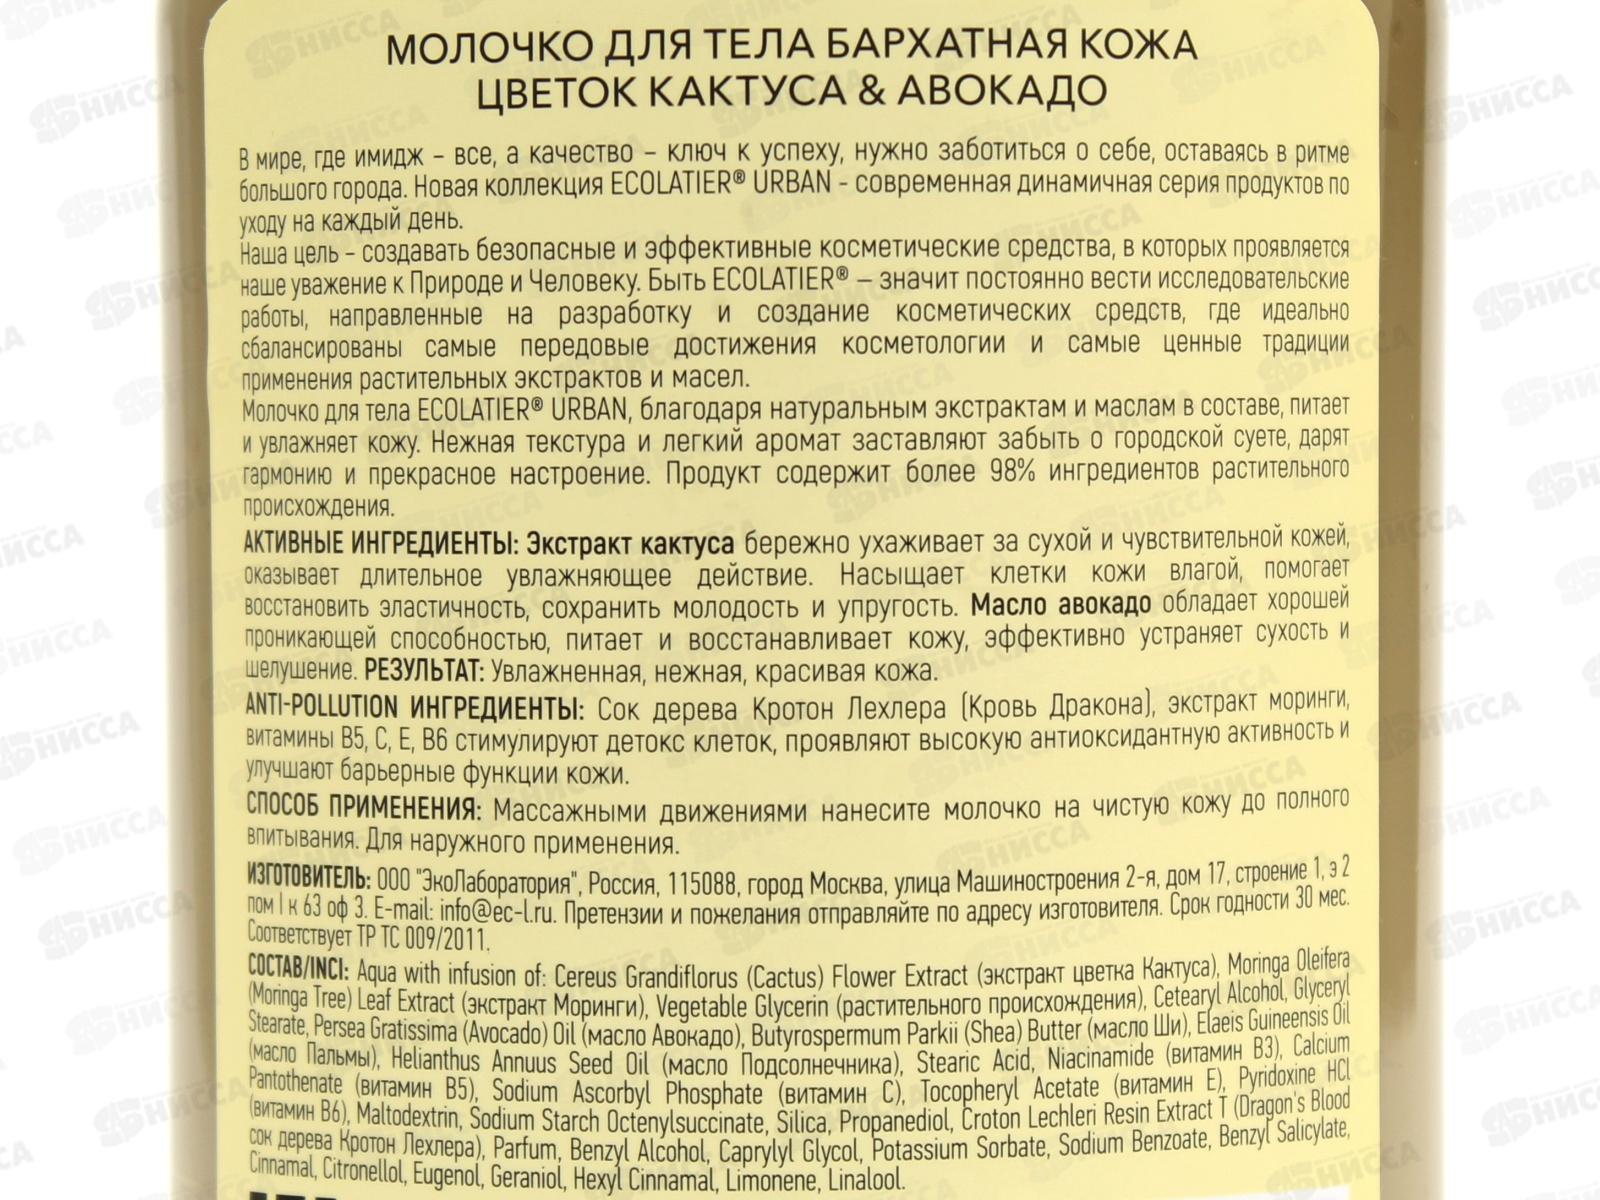 МОЛОЧКО ДЛЯ ТЕЛА БАРХАТНАЯ КОЖА
ЦВЕТОК КАКТУСА & АВОКАДО
В мире, где имидж – все, а качество – ключ к успеху, нужно заботиться о себе, оставаясь в ритме
большого города. Новая коллекция ECOLATIER® URBAN - современная динамичная серия продуктов по
уходу на каждый день.
Наша цель – создавать безопасные и эффективные косметические средства, в которых проявляется
наше уважение к Природе и Человеку. Быть ECOLATIER® – значит постоянно вести исследовательские
работы, направленные на разработку и создание косметических средств, где идеально
сбалансированы самые передовые достижения косметологии и самые ценные традиции
применения растительных экстрактов и масел.
Молочко для тела ECOLATIER® URBAN, благодаря натуральным экстрактам и маслам в составе, питает
и увлажняет кожу. Нежная текстура и легкий аромат заставляют забыть о городской суете, дарят
гармонию и прекрасное настроение. Продукт содержит более 98% ингредиентов растительного
происхождения.
АКТИВНЫЕ ИНГРЕДИЕНТЫ: Экстракт кактуса бережно ухаживает за сухой и чувствительной кожей,
оказывает длительное увлажняющее действие. Насыщает клетки кожи влагой, помогает
восстановить эластичность, сохранить молодость и упругость. Масло авокадо обладает хорошей
проникающей способностью, питает и восстанавливает кожу, эффективно устраняет сухость и
шелушение. РЕЗУЛЬТАТ: Увлажненная, нежная, красивая кожа.
ANTI-POLLUTION ИНГРЕДИЕНТЫ: Сок дерева Кротон Лехлера (Кровь Дракона), экстракт моринги,
витамины B5, C, E, B6 стимулируют детокс клеток, проявляют высокую антиоксидантную активность и
улучшают барьерные функции кожи.
СПОСОБ ПРИМЕНЕНИЯ: Массажными движениями нанесите молочко на чистую кожу до полного
впитывания. Для наружного применения.
ИЗГОТОВИТЕЛЬ: ООО "ЭкоЛаборатория", Россия, 115088, город Москва, улица Машиностроения 2-я, дом 17, строение 1, э 2
пом I к 63 оф 3. E-mail: info@ec-l.ru. Претензии и пожелания отправляйте по адресу изготовителя. Срок годности 30 мес.
Соответствует ТР ТС 009/2011.
СОСТАВ/INCI: Aqua with infusion of: Cereus Grandiflorus (Cactus) Flower Extract (экстракт цветка Кактуса), Moringa Oleifera
(Moringa Tree) Leaf Extract (экстракт Моринги), Vegetable Glycerin (растительного происхождения), Cetearyl Alcohol, Glyceryl
Stearate, Persea Gratissima (Avocado) Oil (масло Авокадо), Butyrospermum Parkii (Shea) Butter (масло Ши), Elaeis Guineensis Oil
(масло Пальмы), Helianthus Annuus Seed Oil (масло Подсолнечника), Stearic Acid, Niacinamide (витамин B3), Calcium
Pantothenate (витамин B5), Sodium Ascorbyl Phosphate (витамин C), Tocopheryl Acetate (витамин E), Pyridoxine HCl
(витамин B6), Maltodextrin, Sodium Starch Octenylsuccinate, Silica, Propanediol, Croton Lechleri Resin Extract T (Dragon's Blood
сок дерева Кротон Лехлера), Parfum, Benzyl Alcohol, Caprylyl Glycol, Potassium Sorbate, Sodium Benzoate, Benzyl Salicylate,
Cinnamal, Citronellol, Eugenol, Geraniol, Hexyl Cinnamal, Limonene, Linalool.